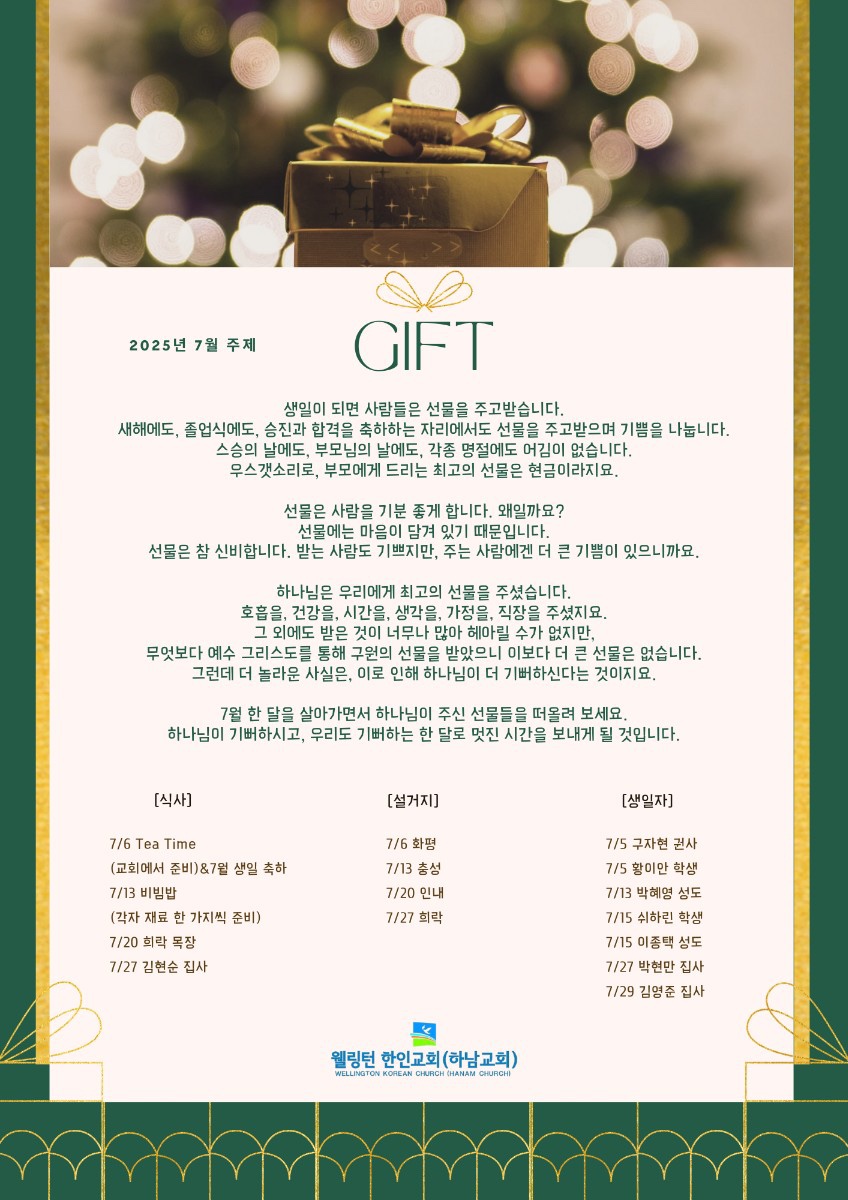 2025년 7월 주제
GIFT
생일이 되면 사람들은 선물을 주고받습니다.
새해에도, 졸업식에도, 승진과 합격을 축하하는 자리에서도 선물을 주고받으며 기쁨을 나눕니다.
스승의 날에도, 부모님의 날에도, 각종 명절에도 어김이 없습니다.
우스갯소리로, 부모에게 드리는 최고의 선물은 현금이라지요.
선물은 사람을 기분 좋게 합니다. 왜일까요?
선물에는 마음이 담겨 있기 때문입니다.
선물은 참 신비합니다. 받는 사람도 기쁘지만, 주는 사람에겐 더 큰 기쁨이 있으니까요.
하나님은 우리에게 최고의 선물을 주셨습니다.
호흡을, 건강을, 시간을, 생각을, 가정을, 직장을 주셨지요.
그 외에도 받은 것이 너무나 많아 헤아릴 수가 없지만,
무엇보다 예수 그리스도를 통해 구원의 선물을 받았으니 이보다 더 큰 선물은 없습니다.
그런데 더 놀라운 사실은, 이로 인해 하나님이 더 기뻐하신다는 것이지요.
7월 한 달을 살아가면서 하나님이 주신 선물들을 떠올려 보세요.
하나님이 기뻐하시고, 우리도 기뻐하는 한 달로 멋진 시간을 보내게 될 것입니다.
[식사]
7/6 Tea Time
(교회에서 준비)&7월 생일 축하
7/13 비빔밥
(각자 재료 한 가지씩 준비)
7/20 희락 목장
7/27 김현순 집사
[설거지]
7/6 화평
7/13 충성
7/20 인내
7/27 희락
[생일자]
7/5 구자현 권사
7/5 황이만 학생
7/13 박혜영 성도
7/15 쉬하린 학생
7/15 이종택 성도
7/27 박현만 집사
7/29 김영준 집사
웰링턴 한인교회(하남교회)
WELLINGTON KOREAN CHURCH (HANAM CHURCH)